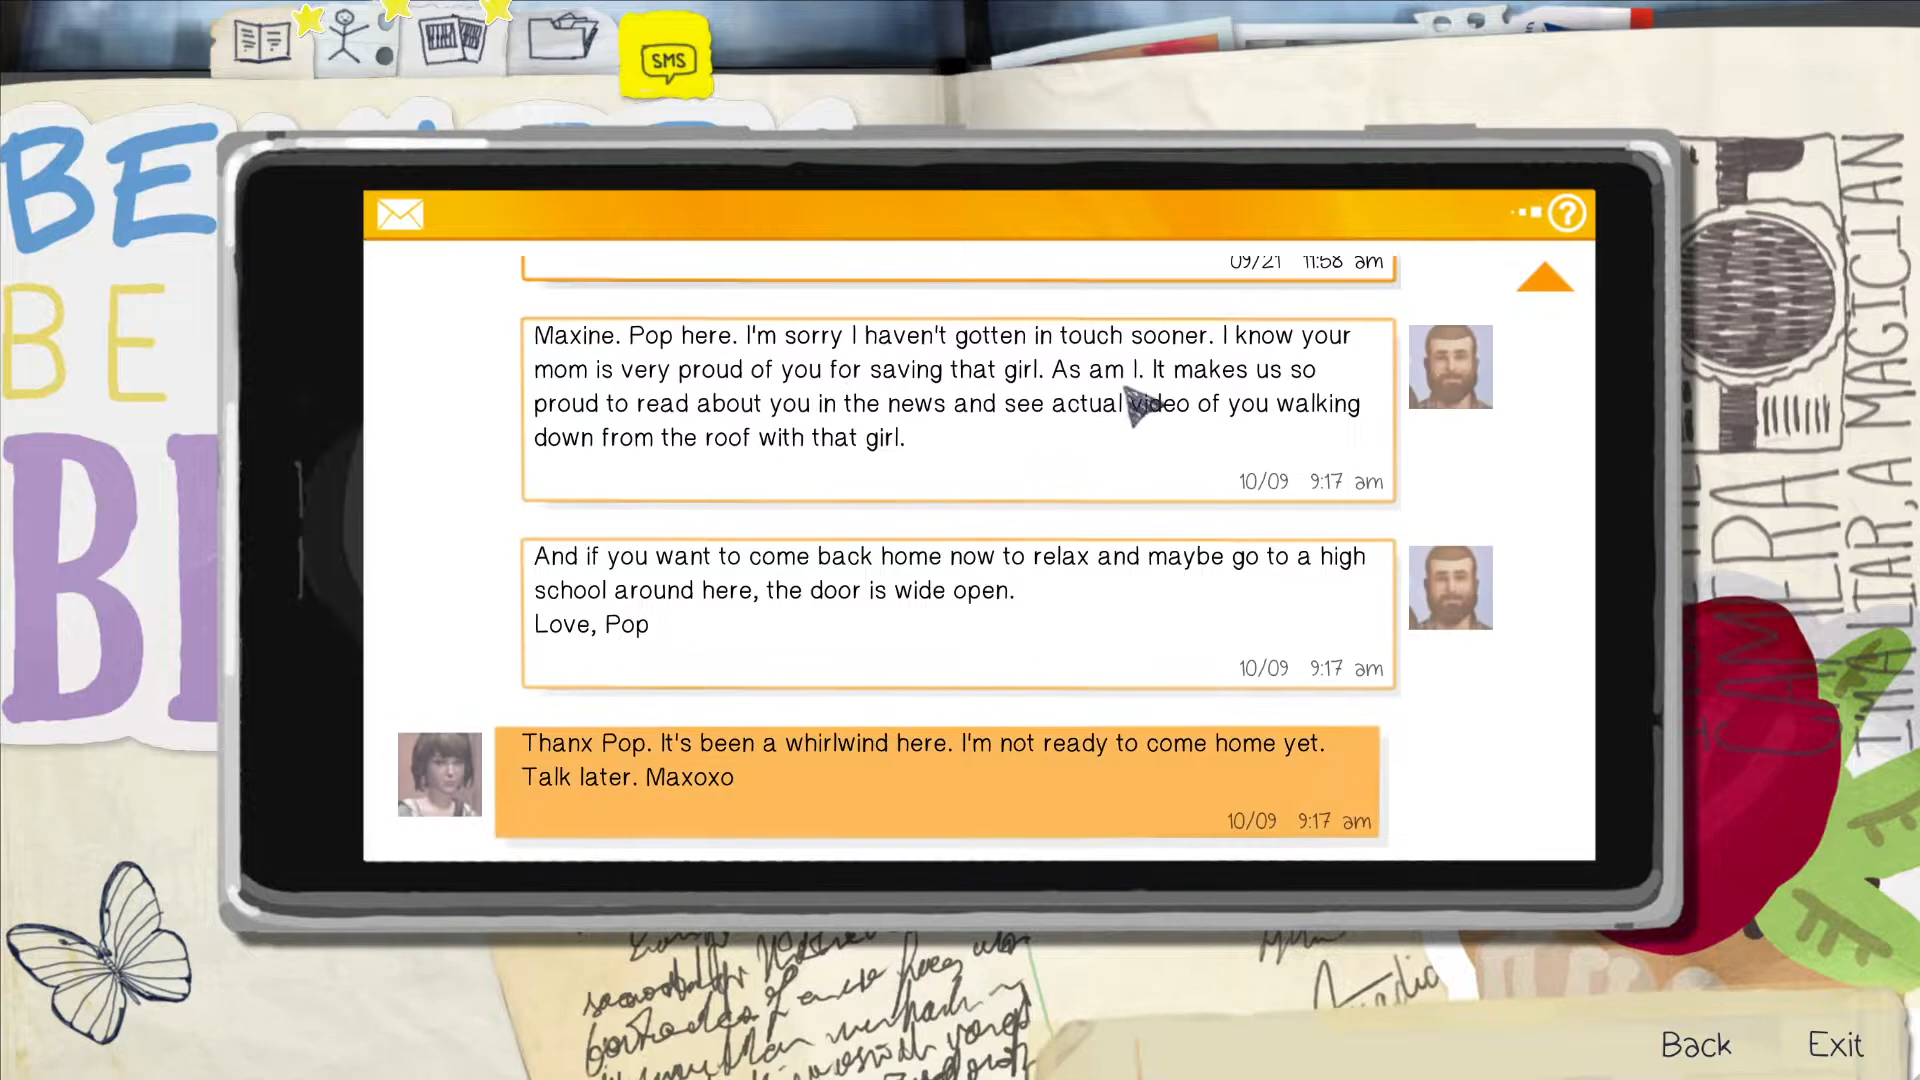 SMS
BE
BE
09/21 11:58 am
Maxine. Pop here. I'm sorry I haven't gotten in touch sooner. I know your
mom is very proud of you for saving that girl. As am I. It makes us so
proud to read about you in the news and see actual video of you walking
down from the roof with that girl.
10/09 9:17 am
And if you want to come back home now to relax and maybe go to a high
school around here, the door is wide open.
Love, Pop
10/09 9:17 am
Thanx Pop. It's been a whirlwind here. I'm not ready to come home yet.
Talk later. Maxoxo
10/09 9:17 am
CAMERA
LIAR, A MAGICIAN
Back Exit